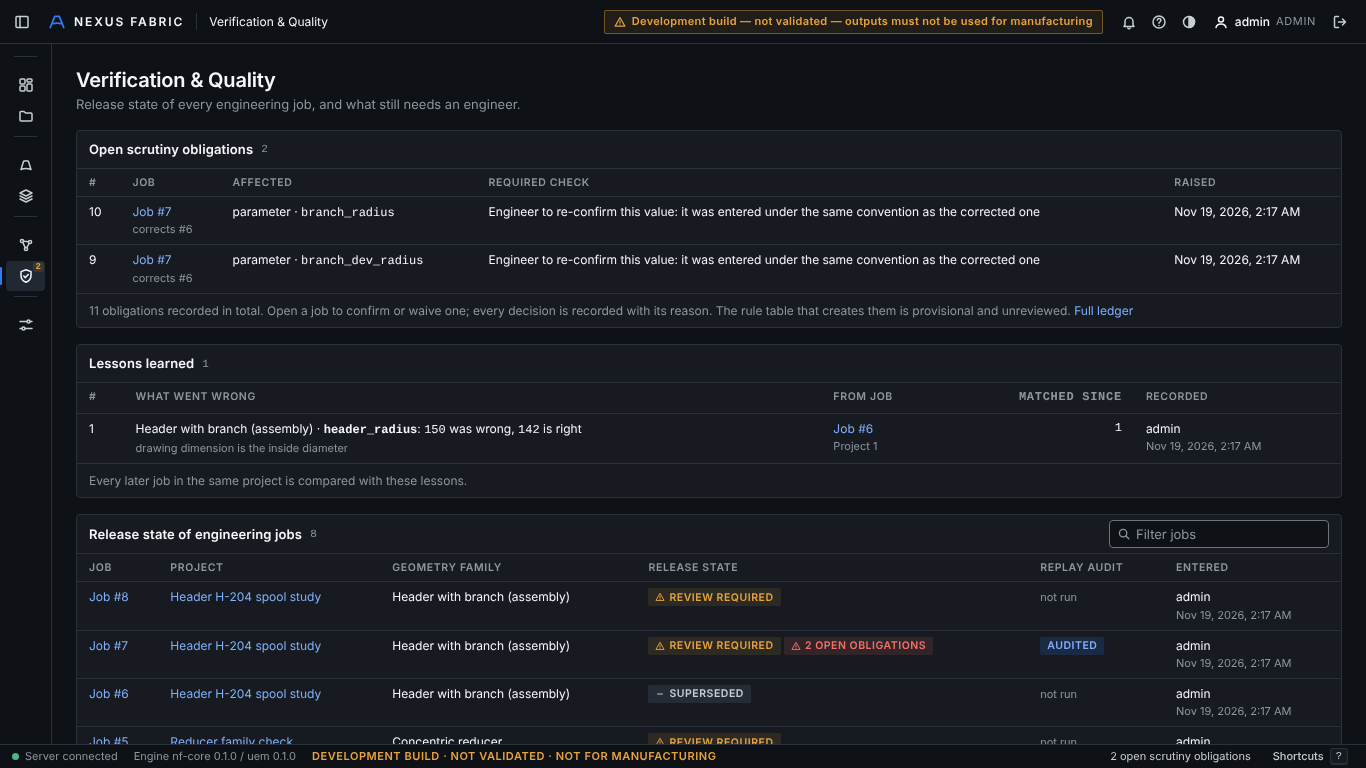 NEXUS FABRIC
Verification & Quality
Development build — not validated — outputs must not be used for manufacturing
admin ADMIN
Verification & Quality
Release state of every engineering job, and what still needs an engineer.
Open scrutiny obligations 2
# JOB AFFECTED REQUIRED CHECK RAISED
10 Job #7 parameter · branch_radius Engineer to re-confirm this value: it was entered under the same convention as the corrected one Nov 19, 2026, 2:17 AM
corrects #6
9 Job #7 parameter · branch_dev_radius Engineer to re-confirm this value: it was entered under the same convention as the corrected one Nov 19, 2026, 2:17 AM
corrects #6
2
11 obligations recorded in total. Open a job to confirm or waive one; every decision is recorded with its reason. The rule table that creates them is provisional and unreviewed. Full ledger
Lessons learned 1
# WHAT WENT WRONG FROM JOB MATCHED SINCE RECORDED
1 Header with branch (assembly) · header_radius: 150 was wrong, 142 is right Job #6 1 admin
drawing dimension is the inside diameter Project 1 Nov 19, 2026, 2:17 AM
Every later job in the same project is compared with these lessons.
Release state of engineering jobs 8
Filter jobs
JOB PROJECT GEOMETRY FAMILY RELEASE STATE REPLAY AUDIT ENTERED
Job #8 Header H-204 spool study Header with branch (assembly) REVIEW REQUIRED not run admin
Nov 19, 2026, 2:17 AM
Job #7 Header H-204 spool study Header with branch (assembly) REVIEW REQUIRED 2 OPEN OBLIGATIONS AUDITED admin
Nov 19, 2026, 2:17 AM
Job #6 Header H-204 spool study Header with branch (assembly) SUPERSEDED not run admin
Nov 19, 2026, 2:17 AM
Job #5 Reducer family check Concentric reducer REVIEW REQUIRED not run admin
Server connected Engine nf-core 0.1.0 / uem 0.1.0 DEVELOPMENT BUILD · NOT VALIDATED · NOT FOR MANUFACTURING 2 open scrutiny obligations Shortcuts ?